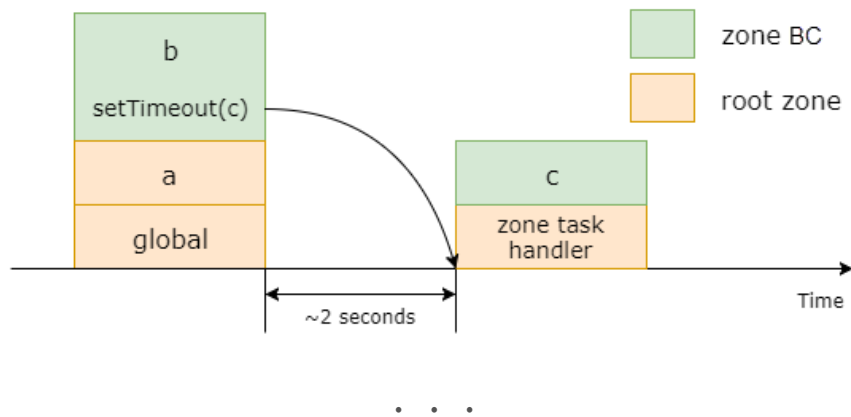 b
setTimeout(c)
a
global
~2 seconds
c
zone task
handler
Time
zone BC
root zone
. . .